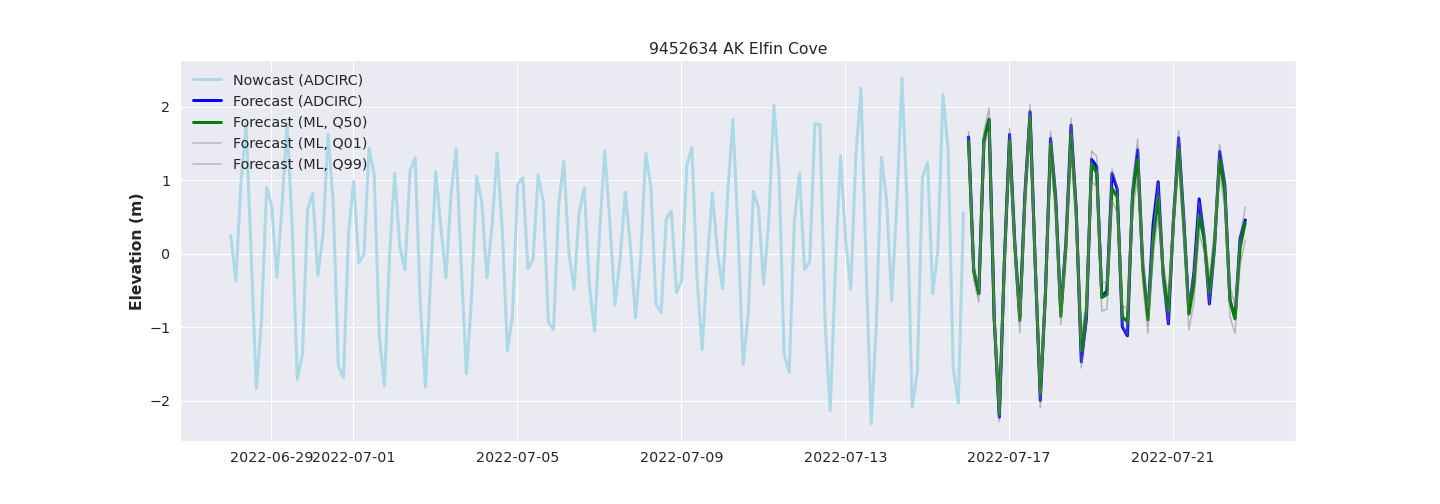 9452634 AK Elfin Cove
Nowcast (ADCIRC)
Forecast (ADCIRC)
Forecast (ML, Q50)
Forecast (ML, Q01)
Forecast (ML, Q99)
Elevation (m)
2
1
0
−1
−2
2022-06-29
2022-07-01
2022-07-05
2022-07-09
2022-07-13
2022-07-17
2022-07-21